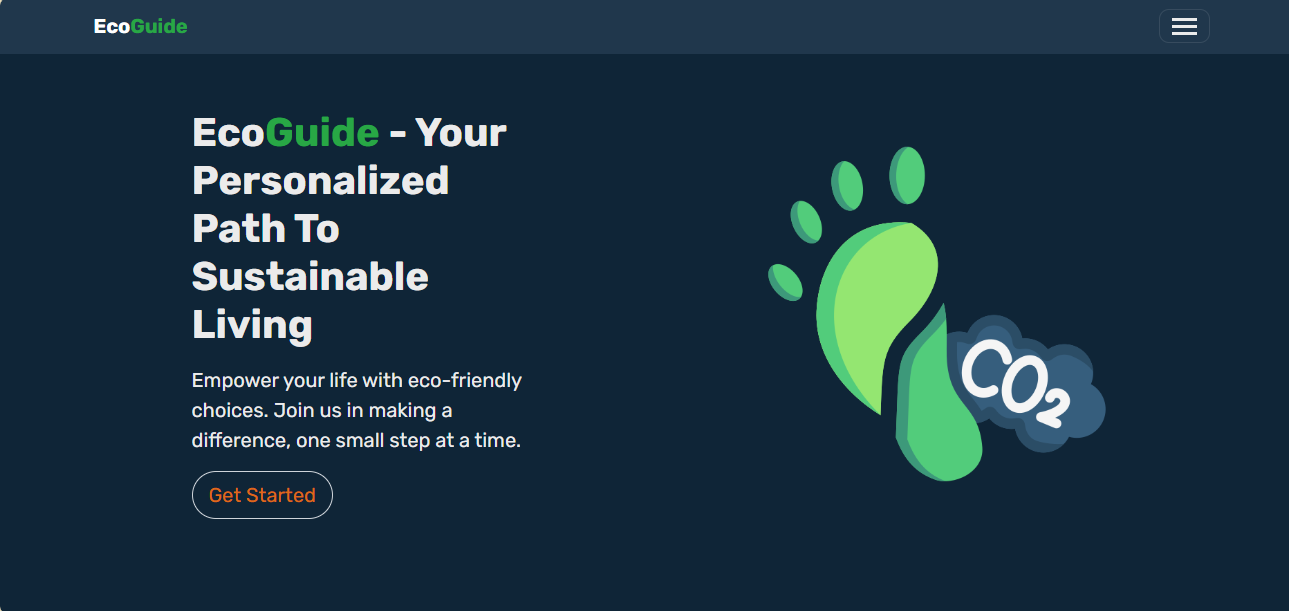 EcoGuide
EcoGuide - Your
Personalized
Path To
Sustainable
Living
Empower your life with eco-friendly
choices. Join us in making a
difference, one small step at a time.
Get Started
CO2